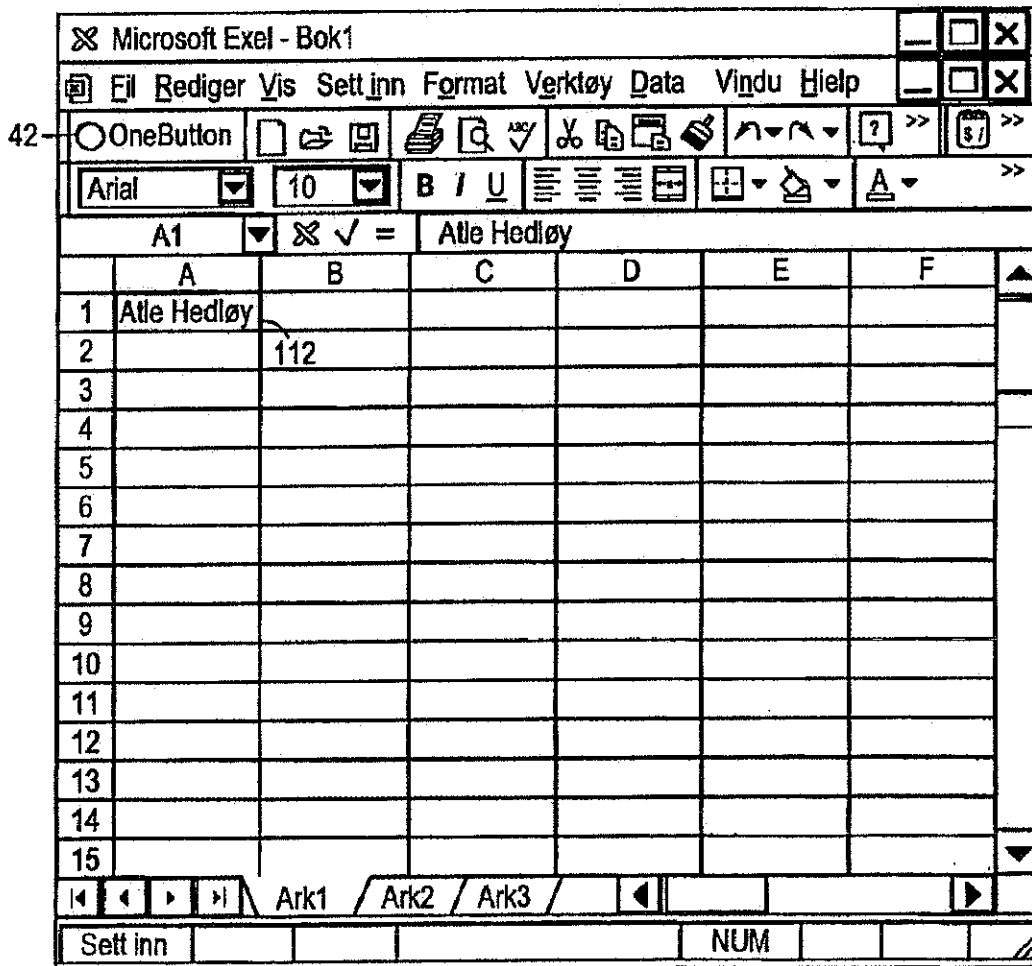 Microsoft Exel - Bok1
Fil Rediger Vis Sett inn Format Verktøy Data Vindu Hielp
42 OneButton ABC ? >> $ / >>
Arial 10 B I U A >>
A1 = Atle Hedløy
A B C D E F
1 Atle Hedløy
2 112
3
4
5
6
7
8
9
10
11
12
13
14
15
Ark1 Ark2 Ark3
Sett inn NUM